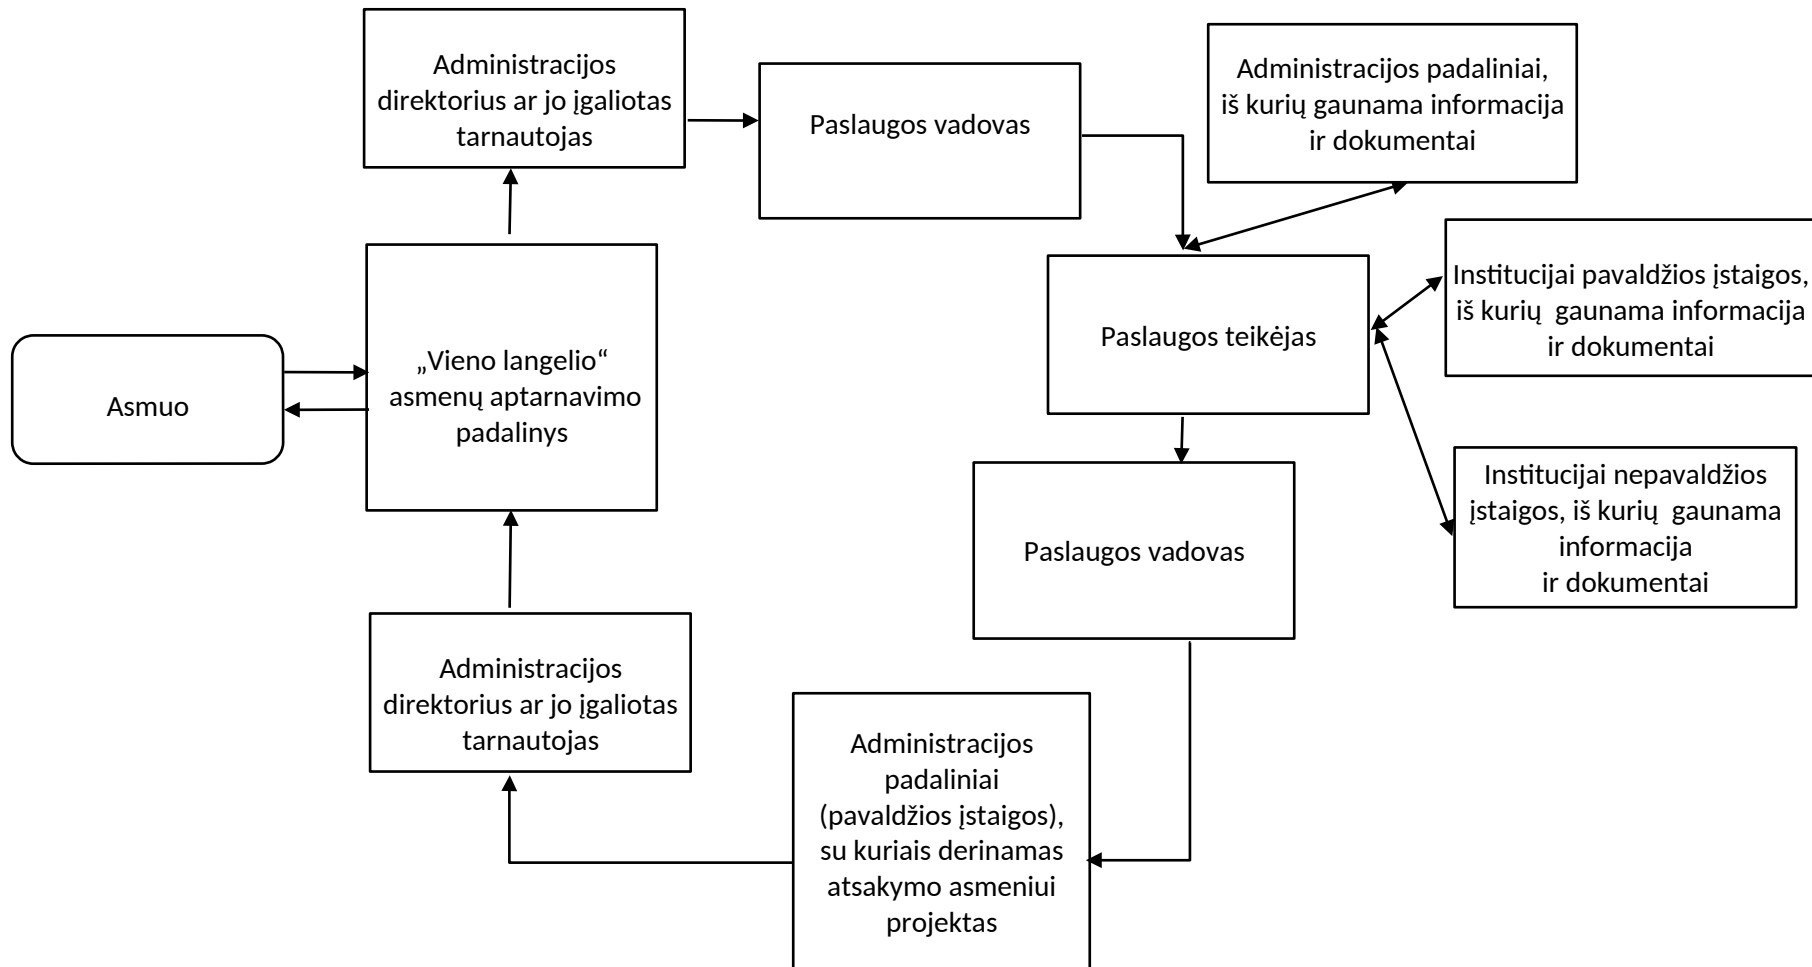 Administracijos
direktorius ar jo įgaliotas
tarnautojas
Paslaugos vadovas
Administracijos padaliniai,
iš kurių gaunama informacija
ir dokumentai
Institucijai pavaldžios įstaigos,
iš kurių  gaunama informacija
ir dokumentai
Paslaugos teikėjas
„Vieno langelio“
asmenų aptarnavimo
padalinys
Asmuo
Institucijai nepavaldžios
įstaigos, iš kurių  gaunama
informacija
ir dokumentai
Paslaugos vadovas
Administracijos
direktorius ar jo įgaliotas
tarnautojas
Administracijos
padaliniai
(pavaldžios įstaigos),
su kuriais derinamas
atsakymo asmeniui
projektas